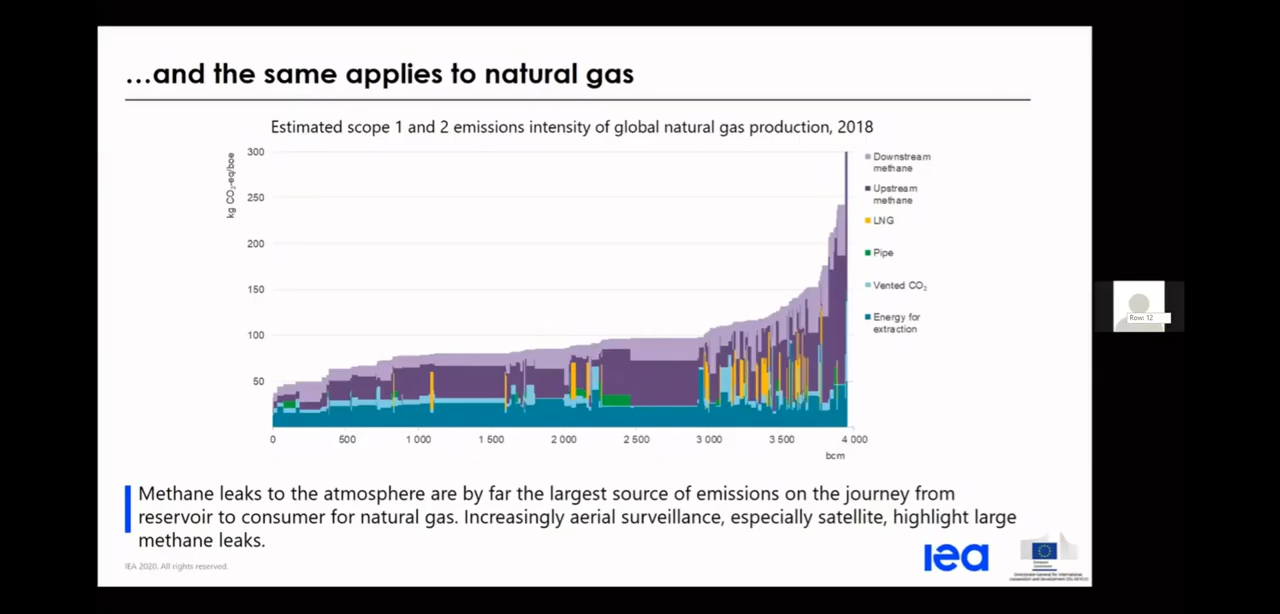 ...and the same applies to natural gas
Estimated scope 1 and 2 emissions intensity of global natural gas production, 2018
kg CO₂-eq/boe
300
250
200
150
100
50
0
500
1 000
1 500
2 000
2 500
3 000
3 500
4 000
bcm
Downstream
methane
Upstream
methane
LNG
Pipe
Vented CO₂
Energy for
extraction
Row: 12
Methane leaks to the atmosphere are by far the largest source of emissions on the journey from
reservoir to consumer for natural gas. Increasingly aerial surveillance, especially satellite, highlight large
methane leaks.
IEA 2020. All rights reserved.
iea
European
Commission